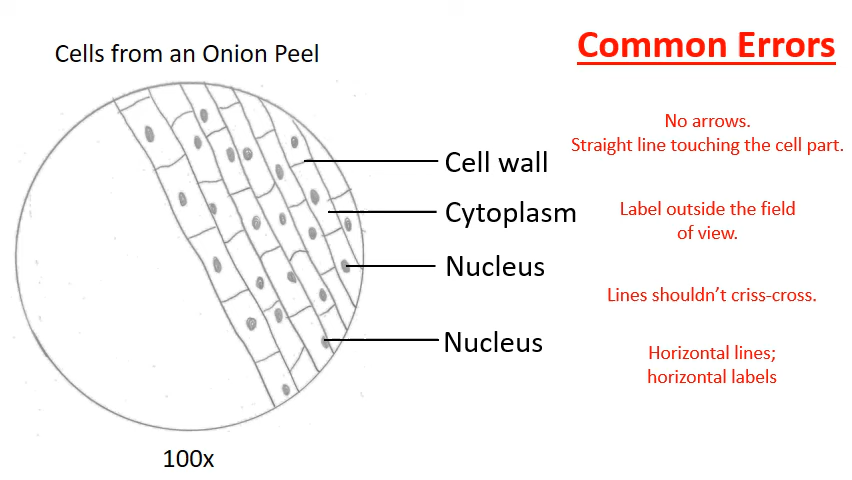 Cells from an Onion Peel
Cell wall
Cytoplasm
Nucleus
Nucleus
100x
Common Errors
No arrows.
Straight line touching the cell part.
Label outside the field
of view.
Lines shouldn’t criss-cross.
Horizontal lines;
horizontal labels